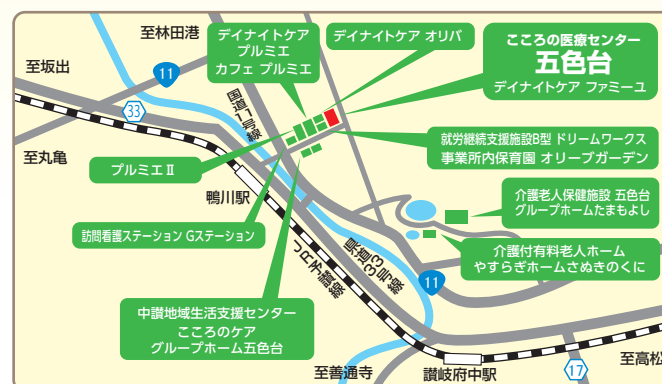 至林田港
デイナイトケア
プルミエ
カフェ プルミエ
デイナイトケア オリバ
こころの医療センター
五色台
デイナイトケア ファミーユ
至坂出
11
33
国道11号線
就労継続支援施設B型 ドリームワークス
事業所内保育園 オリーブガーデン
至丸亀
プルミエⅡ
鴨川駅
介護老人保健施設 五色台
グループホームたまもよし
訪問看護ステーション Gステーション
介護付有料老人ホーム
やすらぎホームさぬきのくに
JR予讃線
県道33号線
11
中讃地域生活支援センター
こころのケア
グループホーム五色台
至善通寺
讃岐府中駅
17
至高松